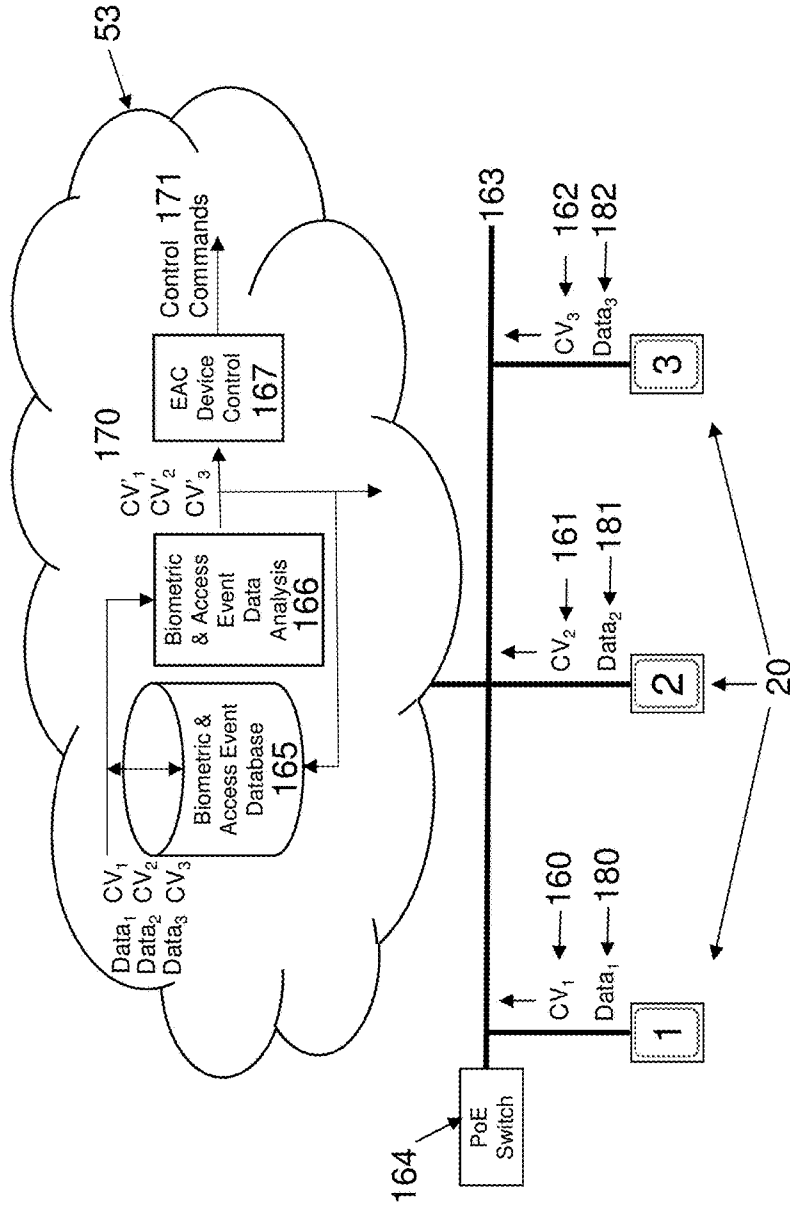 53
Control 171
Commands
EAC
Device
Control
167
170
CV'1
CV'2
CV'3
Biometric
& Access
Event
Data
Analysis
166
Biometric &
Access Event
Database
165
Data1 CV1
Data2 CV2
Data3 CV3
163
164
PoE
Switch
CV1 160
Data1 180
1
CV2 161
Data2 181
2
CV3 162
Data3 182
3
20